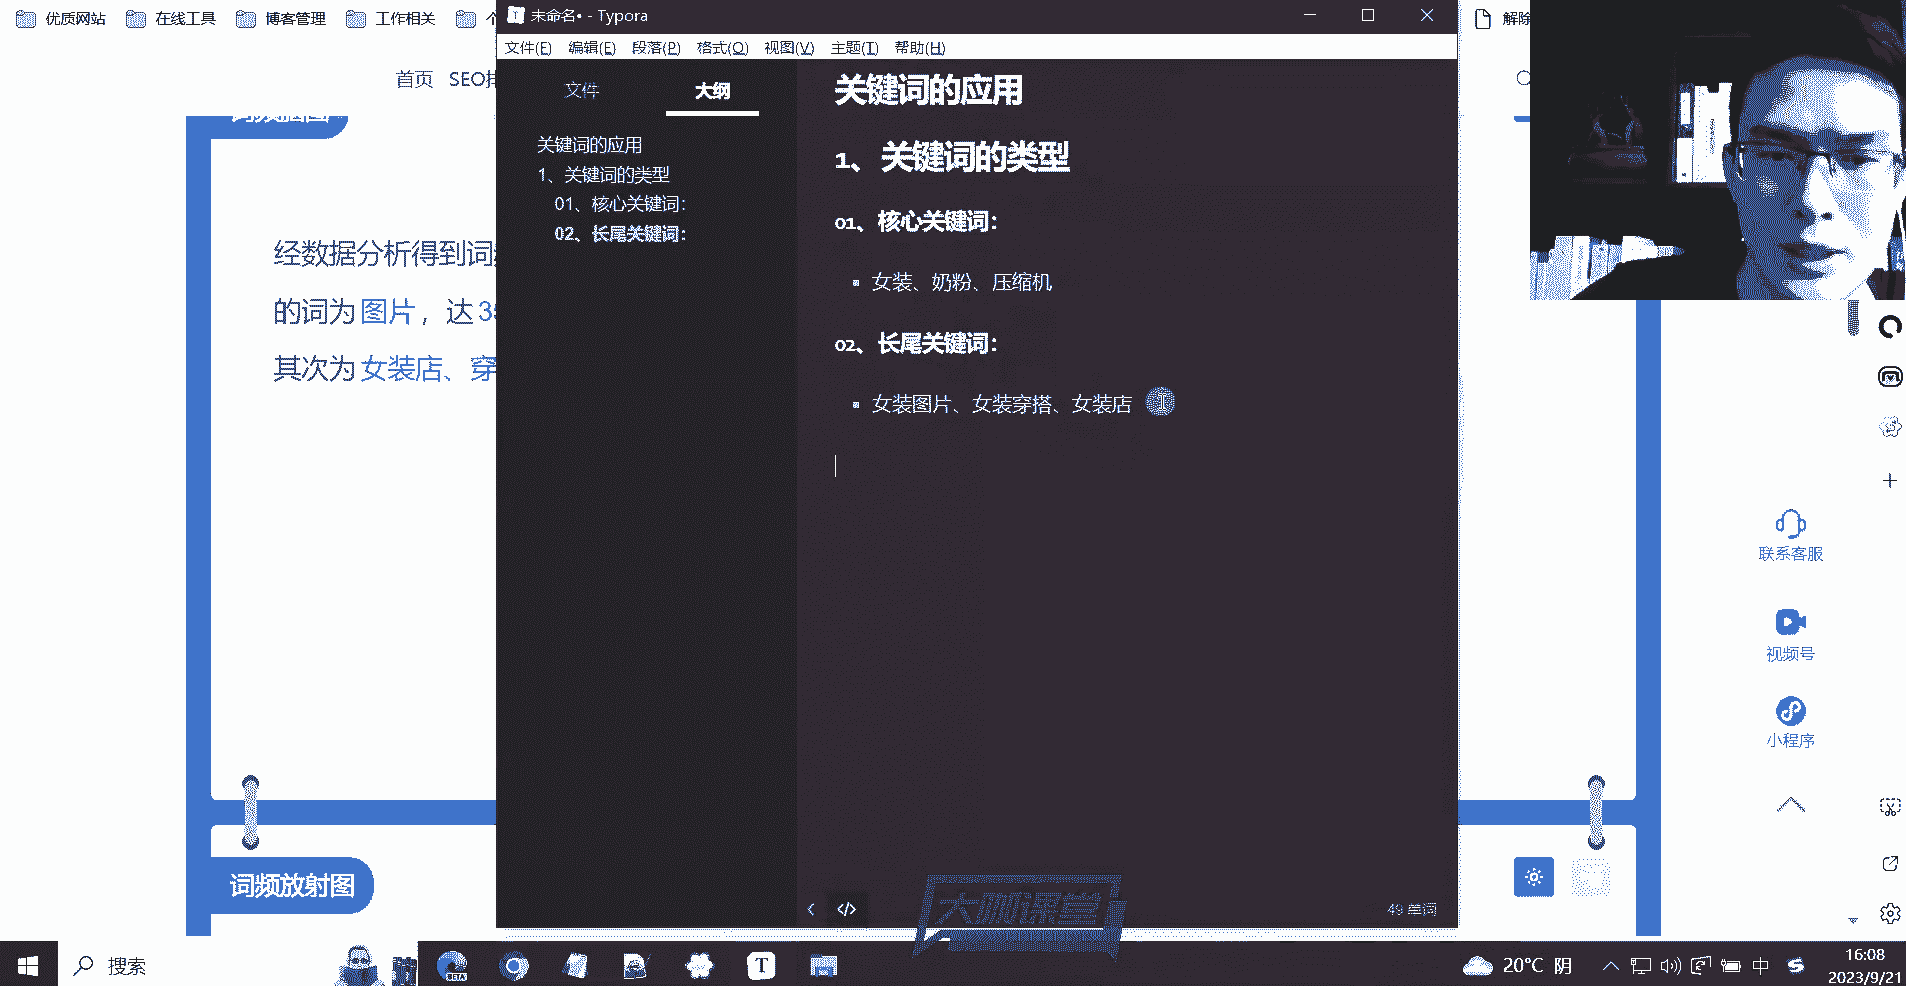 优质网站 在线工具 博客管理 工作相关
未命名• - Typora
解除
文件(F) 编辑(E) 段落(P) 格式(O) 视图(V) 主题(T) 帮助(H)
首页 SEO排
文件 大纲
关键词的应用
1、关键词的类型
01、核心关键词：
02、长尾关键词：
关键词的应用
1、关键词的类型
01、核心关键词：
女装、奶粉、压缩机
02、长尾关键词：
女装图片、女装穿搭、女装店
经数据分析得到词
的词为 图片， 达 35
其次为 女装店、穿
联系客服
视频号
小程序
词频放射图
</> 49 单词
大咖课堂
搜索
BETA
T
20°C 阴
中
16:08
2023/9/21